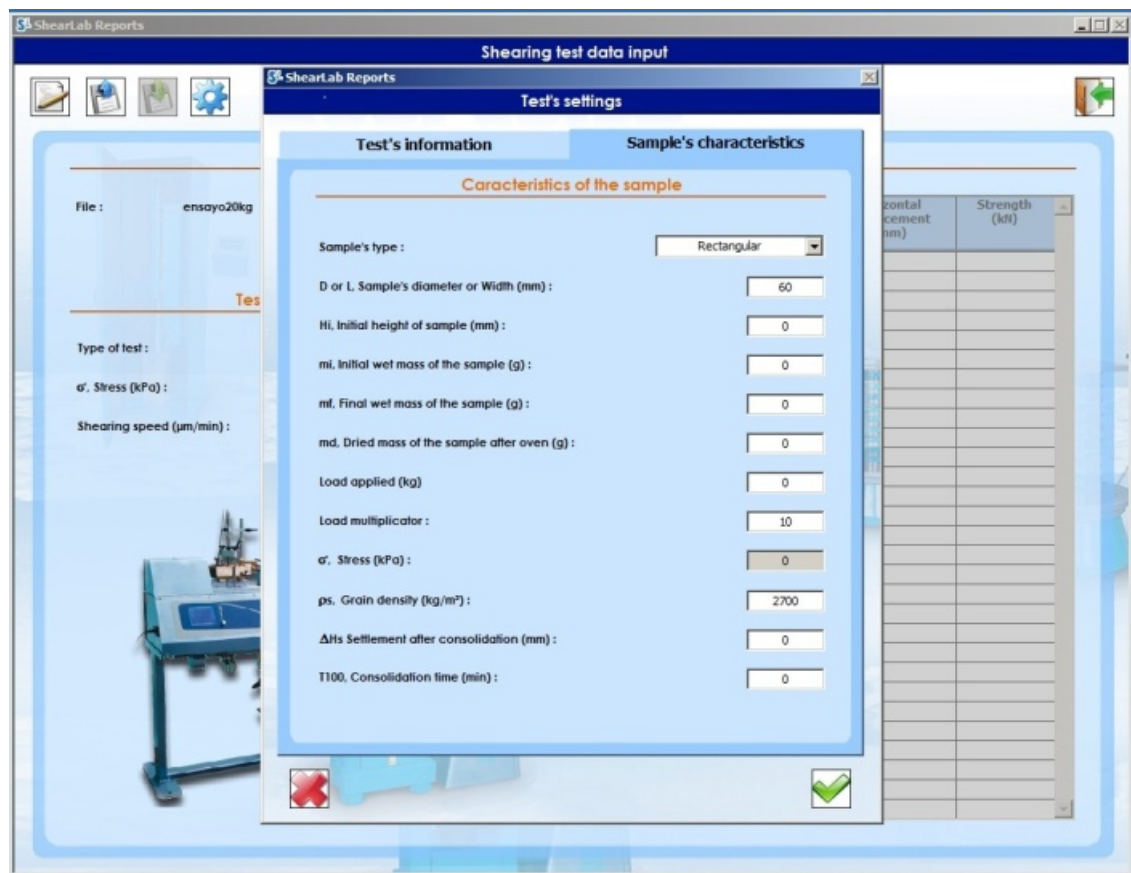 ShearLab Reports
Shearing test data input
ShearLab Reports
Test's settings
Test's information
Sample's characteristics
Caracteristics of the sample
File :
ensayo20kg
Sample's type :
Rectangular
D or L, Sample's diameter or Width (mm) :
60
Hi, Initial height of sample (mm) :
0
mi, Initial wet mass of the sample (g) :
0
mf, Final wet mass of the sample (g) :
0
md, Dried mass of the sample after oven (g) :
0
Load applied (kg)
0
Load multiplicator :
10
σ', Stress (kPa) :
0
ρs, Grain density (kg/m³) :
2700
ΔHs Settlement after consolidation (mm) :
0
T100, Consolidation time (min) :
0
Tes
Type of test :
σ', Stress (kPa) :
Shearing speed (µm/min) :
zontal
cement
nm)
Strength
(kN)